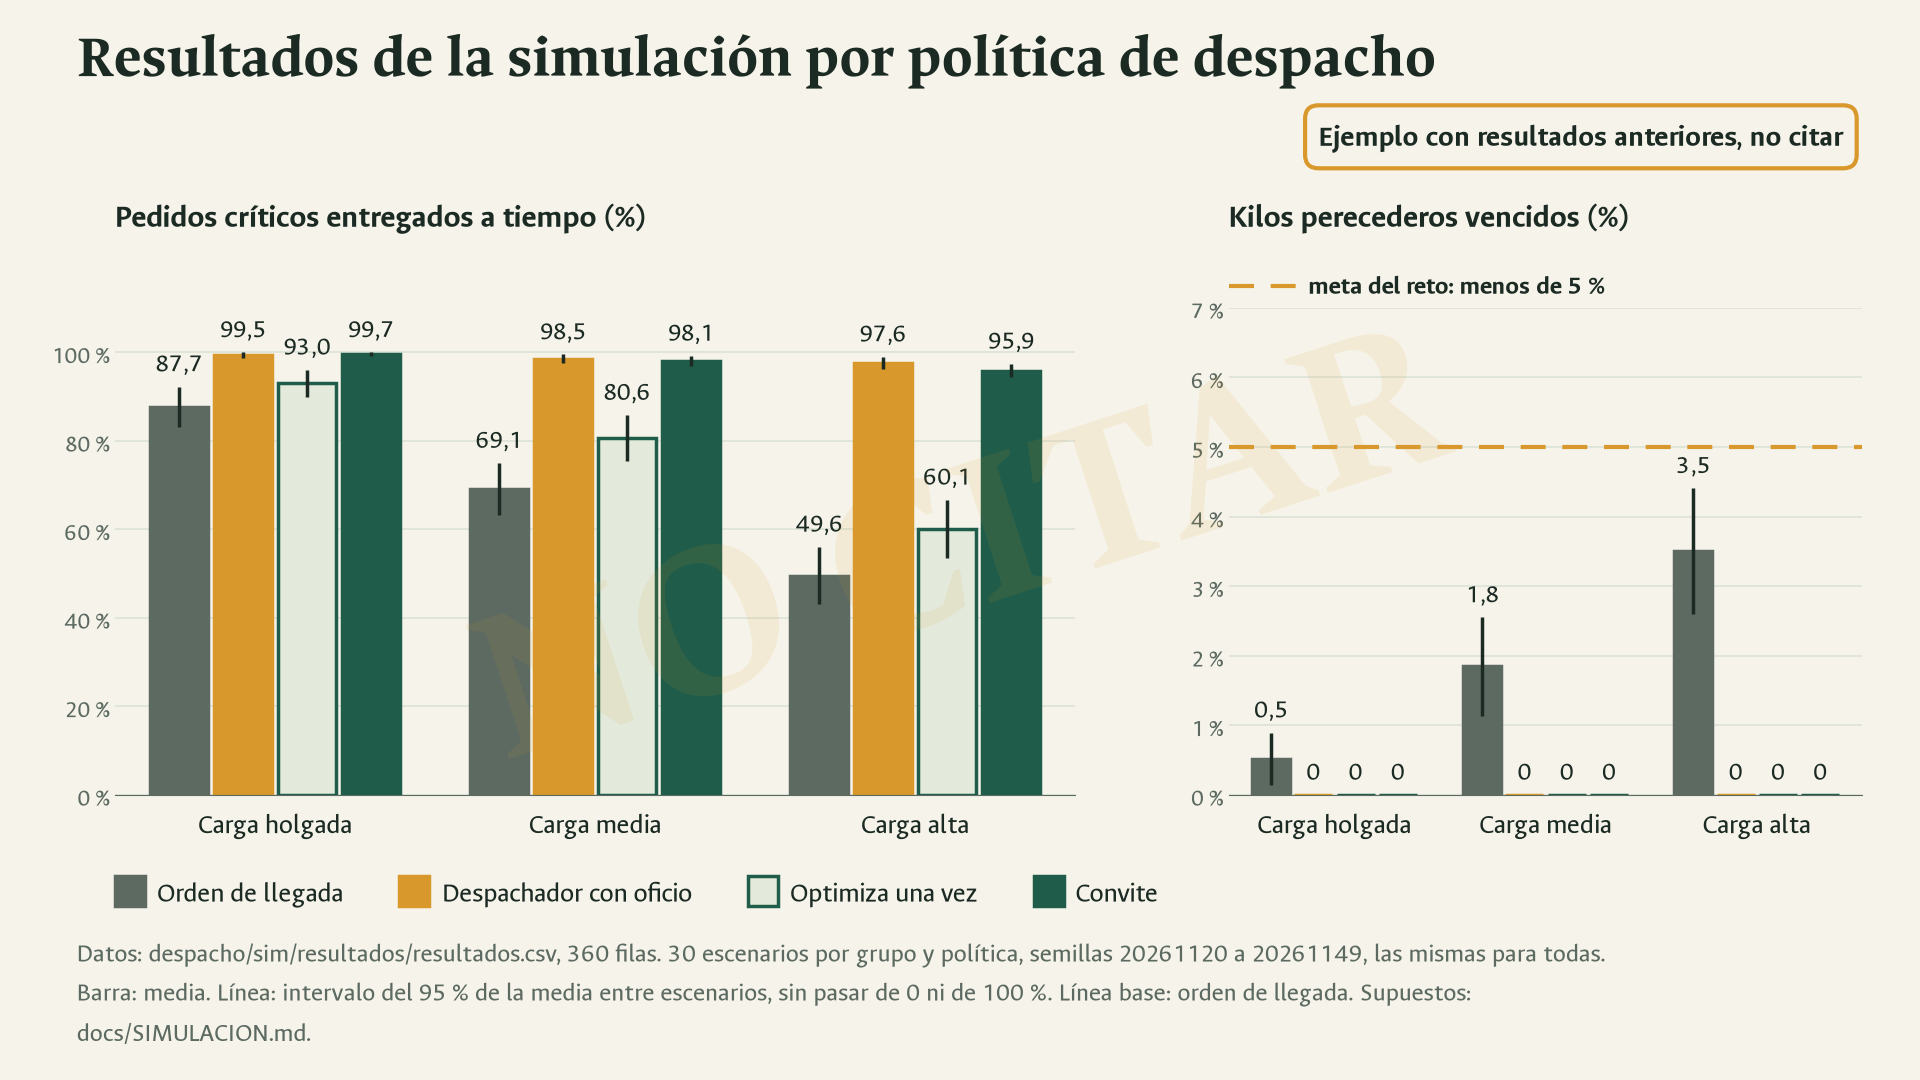 Resultados de la simulación por política de despacho
Ejemplo con resultados anteriores, no citar
Pedidos críticos entregados a tiempo (%)
100 %
80 %
60 %
40 %
20 %
0 %
87,7
99,5
93,0
99,7
69,1
98,5
80,6
98,1
49,6
97,6
60,1
95,9
Carga holgada
Carga media
Carga alta
Kilos perecederos vencidos (%)
meta del reto: menos de 5 %
7 %
6 %
5 %
4 %
3 %
2 %
1 %
0 %
0,5
0
0
0
1,8
0
0
0
3,5
0
0
0
Carga holgada
Carga media
Carga alta
NO CITAR
Orden de llegada
Despachador con oficio
Optimiza una vez
Convite
Datos: despacho/sim/resultados/resultados.csv, 360 filas. 30 escenarios por grupo y política, semillas 20261120 a 20261149, las mismas para todas.
Barra: media. Línea: intervalo del 95 % de la media entre escenarios, sin pasar de 0 ni de 100 %. Línea base: orden de llegada. Supuestos:
docs/SIMULACION.md.